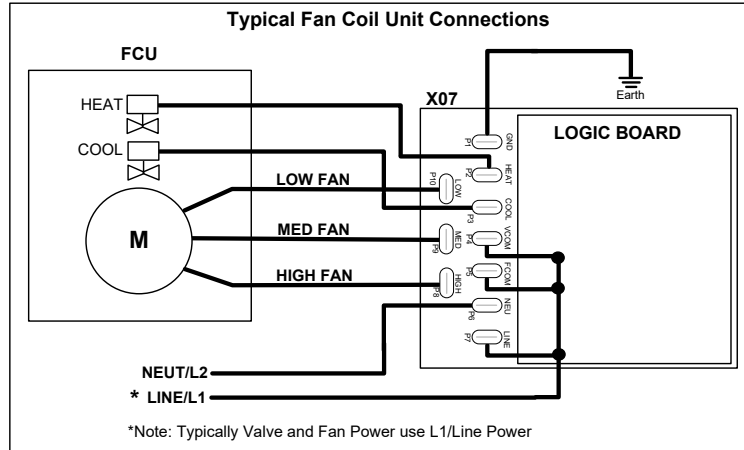 Typical Fan Coil Unit Connections
FCU
HEAT
COOL
M
LOW FAN
MED FAN
HIGH FAN
NEUT/L2
* LINE/L1
*Note: Typically Valve and Fan Power use L1/Line Power
X07
Earth
LOGIC BOARD
P1 GND
P2 HEAT
P10 LOW
P3 COOL
P9 MED
P4 VCOM
P5 FCOM
P8 HIGH
P6 NEU
P7 LINE